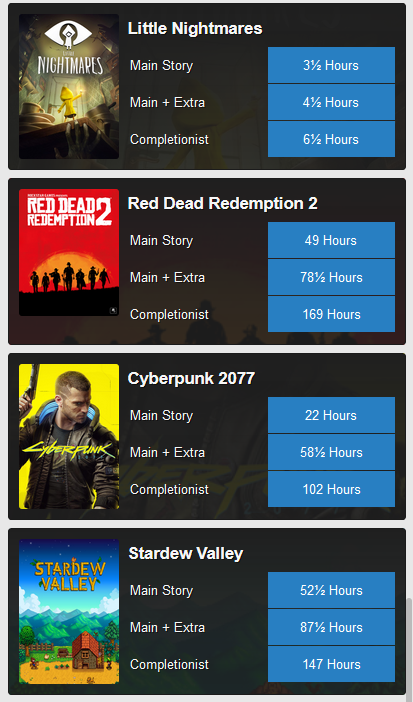 Little Nightmares
LITTLE
NIGHTMARES
Main Story 3½ Hours
Main + Extra 4½ Hours
Completionist 6½ Hours
Red Dead Redemption 2
RED DEAD
REDEMPTION 2
Main Story 49 Hours
Main + Extra 78½ Hours
Completionist 169 Hours
Cyberpunk 2077
Cyberpunk
Main Story 22 Hours
Main + Extra 58½ Hours
Completionist 102 Hours
Stardew Valley
STARDEW
VALLEY
Main Story 52½ Hours
Main + Extra 87½ Hours
Completionist 147 Hours